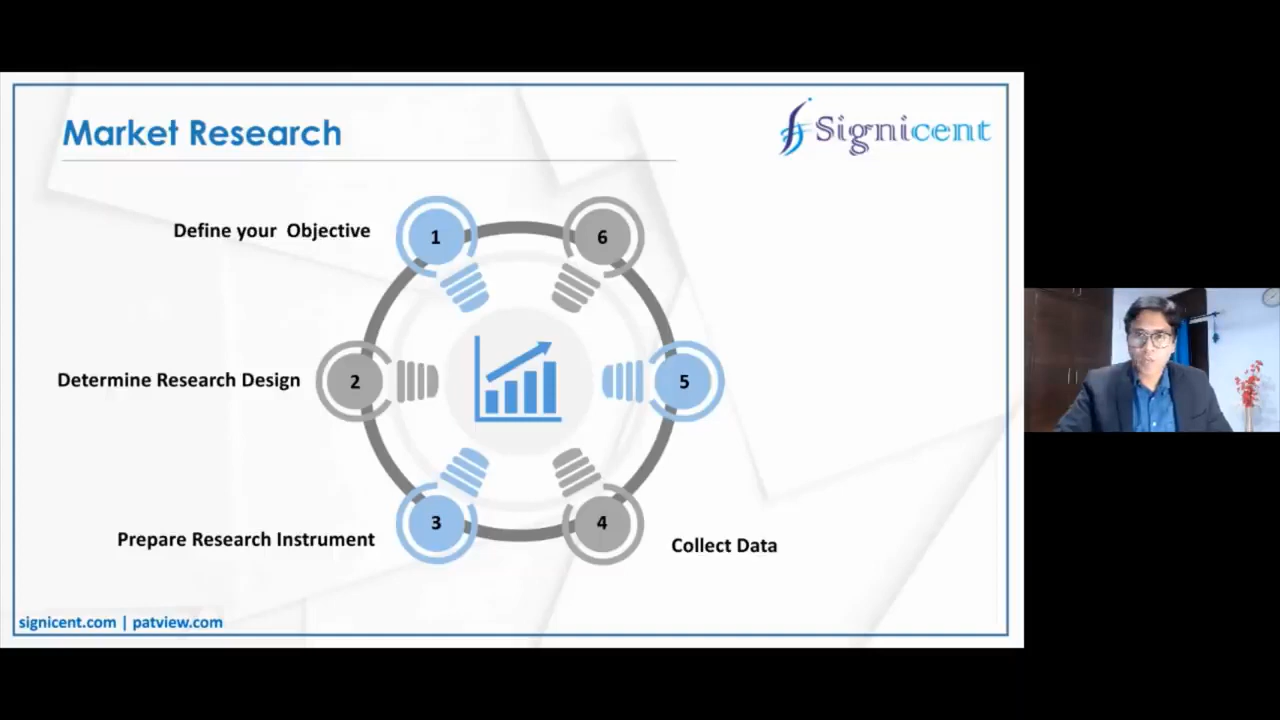 Market Research
Signicent
Define your Objective
1
6
Determine Research Design
2
5
Prepare Research Instrument
3
4
Collect Data
signicent.com | patview.com